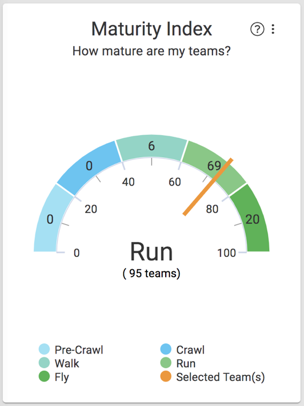 Maturity Index
?
How mature are my teams?
6
0
69
40
60
0
20
80
20
0
100
Run
( 95 teams)
Pre-Crawl
Crawl
Walk
Run
Fly
Selected Team(s)